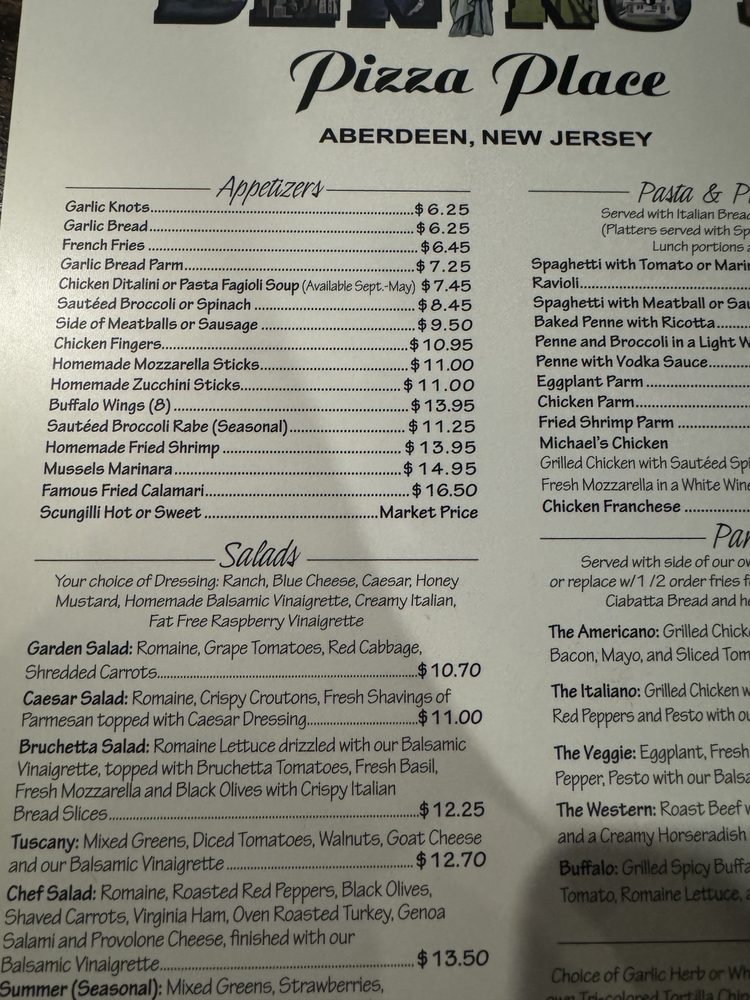 Pizza Place
ABERDEEN, NEW JERSEY
Appetizers
Garlic Knots....$6.25
Garlic Bread....$6.25
French Fries....$6.45
Garlic Bread Parm....$7.25
Chicken Ditalini or Pasta Fagioli Soup (Available Sept.-May) $7.45
Sautéed Broccoli or Spinach....$8.45
Side of Meatballs or Sausage....$9.50
Chicken Fingers....$10.95
Homemade Mozzarella Sticks....$11.00
Homemade Zucchini Sticks....$11.00
Buffalo Wings (8)....$13.95
Sautéed Broccoli Rabe (Seasonal)....$11.25
Homemade Fried Shrimp....$13.95
Mussels Marinara....$14.95
Famous Fried Calamari....$16.50
Scungilli Hot or Sweet....Market Price
Salads
Your choice of Dressing: Ranch, Blue Cheese, Caesar, Honey
Mustard, Homemade Balsamic Vinaigrette, Creamy Italian,
Fat Free Raspberry Vinaigrette
Garden Salad: Romaine, Grape Tomatoes, Red Cabbage,
Shredded Carrots....$10.70
Caesar Salad: Romaine, Crispy Croutons, Fresh Shavings of
Parmesan topped with Caesar Dressing....$11.00
Bruchetta Salad: Romaine Lettuce drizzled with our Balsamic
Vinaigrette, topped with Bruchetta Tomatoes, Fresh Basil,
Fresh Mozzarella and Black Olives with Crispy Italian
Bread Slices....$12.25
Tuscany: Mixed Greens, Diced Tomatoes, Walnuts, Goat Cheese
and our Balsamic Vinaigrette....$12.70
Chef Salad: Romaine, Roasted Red Peppers, Black Olives,
Shaved Carrots, Virginia Ham, Oven Roasted Turkey, Genoa
Salami and Provolone Cheese, finished with our
Balsamic Vinaigrette....$13.50
Summer (Seasonal): Mixed Greens, Strawberries,
Pasta &
Served with Italian
(Platters served with
Lunch portions
Spaghetti with Tomato or
Ravioli....
Spaghetti with Meatball or
Baked Penne with Ricotta....
Penne and Broccoli in a Light
Penne with Vodka Sauce....
Eggplant Parm....
Chicken Parm....
Fried Shrimp Parm....
Michael's Chicken
Grilled Chicken with Sautéed
Fresh Mozzarella in a White
Chicken Franchese....
Served with side of our
or replace w/1 /2 order fries
Ciabatta Bread and
The Americano: Grilled
Bacon, Mayo, and Sliced
The Italiano: Grilled Chicken
Red Peppers and Pesto with
The Veggie: Eggplant, Fresh
Pepper, Pesto with our
The Western: Roast Beef
and a Creamy Horseradish
Buffalo: Grilled Spicy
Tomato, Romaine Lettuce,
Choice of Garlic Herb or
own Tri-colored Tortilla